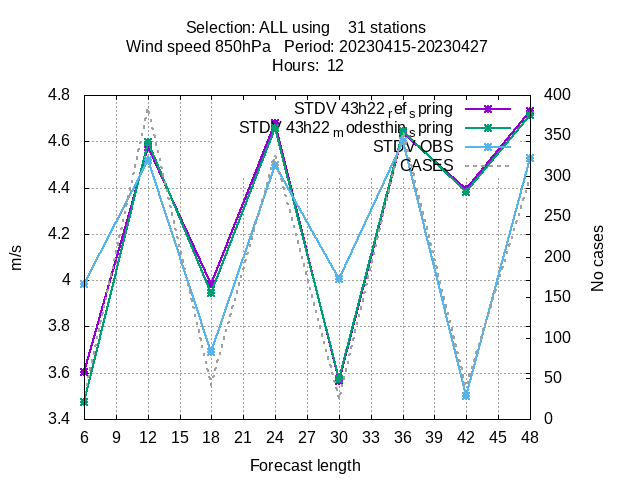 Selection: ALL using 31 stations
Wind speed 850hPa Period: 20230415-20230427
Hours: 12
STDV 43h22_ref_spring
STDV 43h22_modesthip_spring
STDV OBS
CASES
4.8
4.6
4.4
4.2
4
3.8
3.6
3.4
m/s
400
350
300
250
200
150
100
50
0
No cases
6 9 12 15 18 21 24 27 30 33 36 39 42 45 48
Forecast length